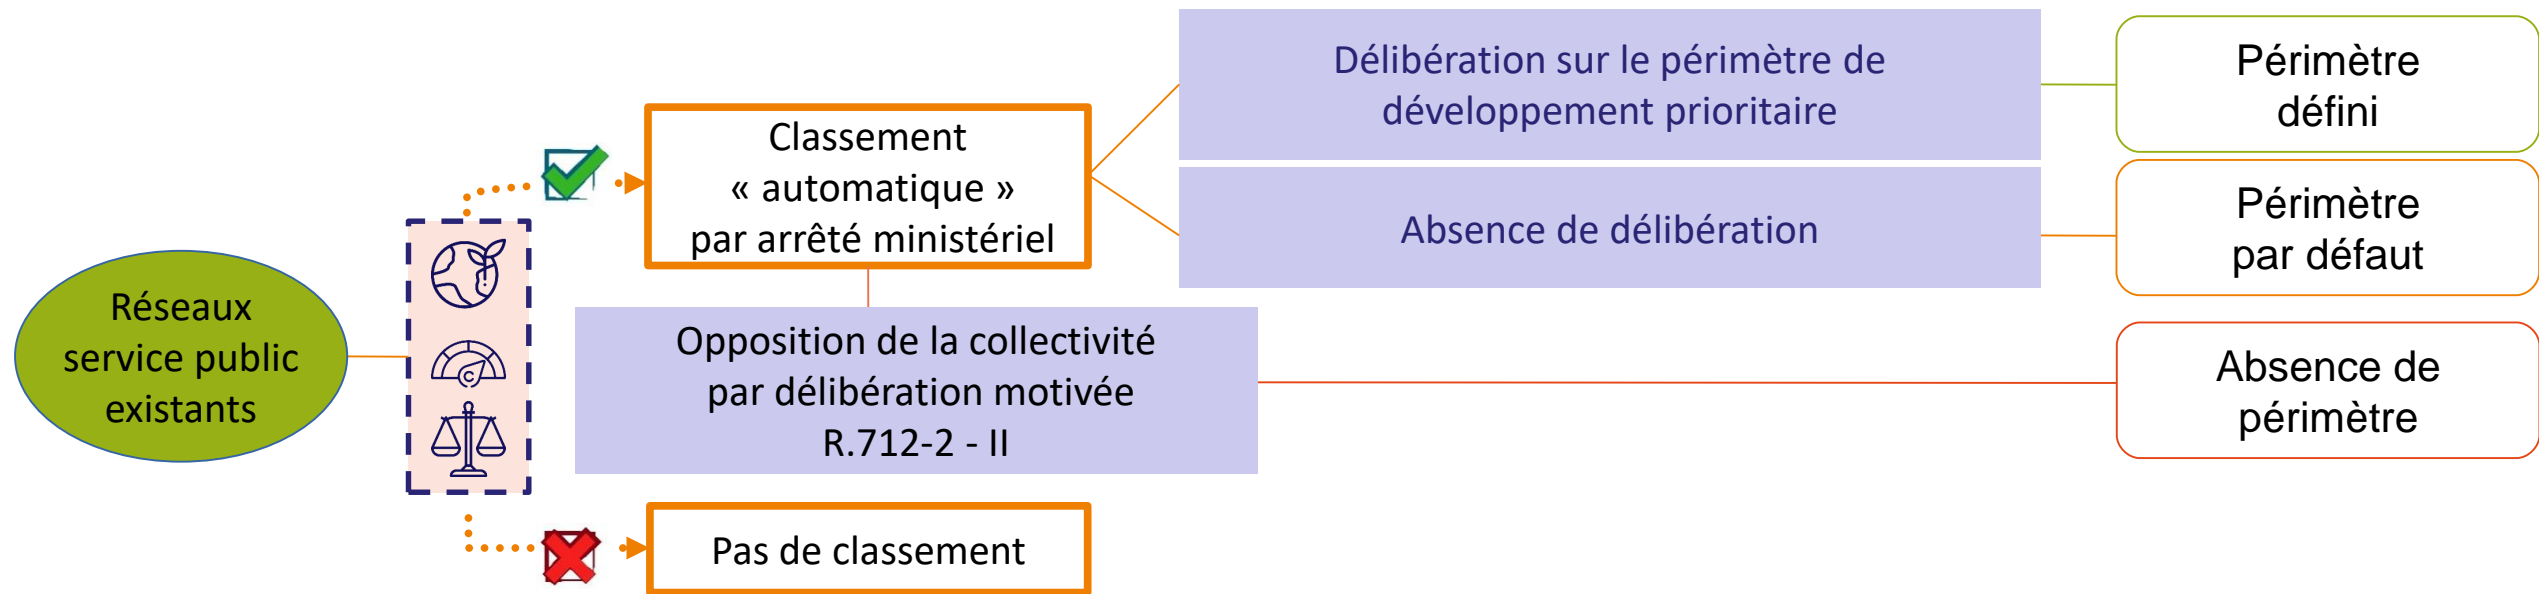 Réseaux
service public
existants
Classement
« automatique »
par arrêté ministériel
Opposition de la collectivité
par délibération motivée
R.712-2 - II
Pas de classement
Délibération sur le périmètre de
développement prioritaire
Absence de délibération
Périmètre
défini
Périmètre
par défaut
Absence de
périmètre